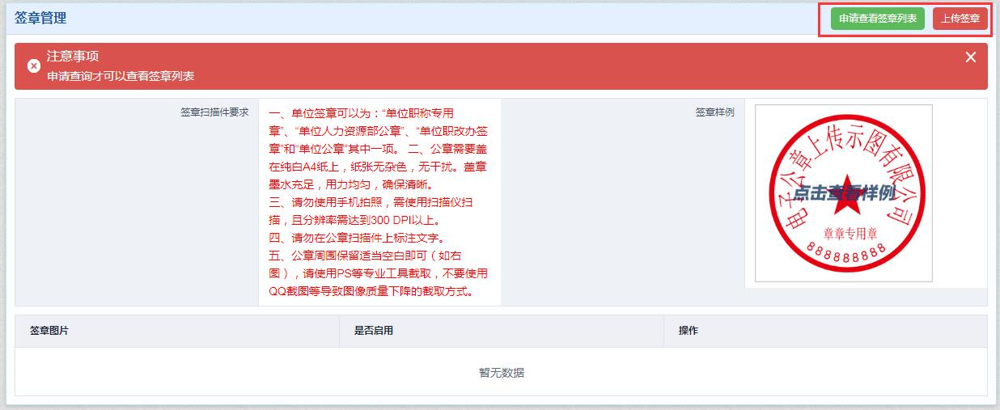 签章管理
申请查看签章列表
上传签章
注意事项
申请查询才可以查看签章列表
签章扫描件要求
一、单位签章可以为：“单位职称专用
章”、“单位人力资源部公章”、“单位职改办签
章”和“单位公章”其中一项。 二、公章需要盖
在纯白A4纸上，纸张无杂色，无干扰。盖章
墨水充足，用力均匀，确保清晰。
三、请勿使用手机拍照，需使用扫描仪扫
描，且分辨率需达到300 DPI以上。
四、请勿在公章扫描件上标注文字。
五、公章周围保留适当空白即可（如右
图），请使用PS等专业工具截取，不要使用
QQ截图等导致图像质量下降的截取方式。
签章样例
电子公章上传示图有限公司
点击查看样例
章章专用章
888888888
签章图片
是否启用
操作
暂无数据